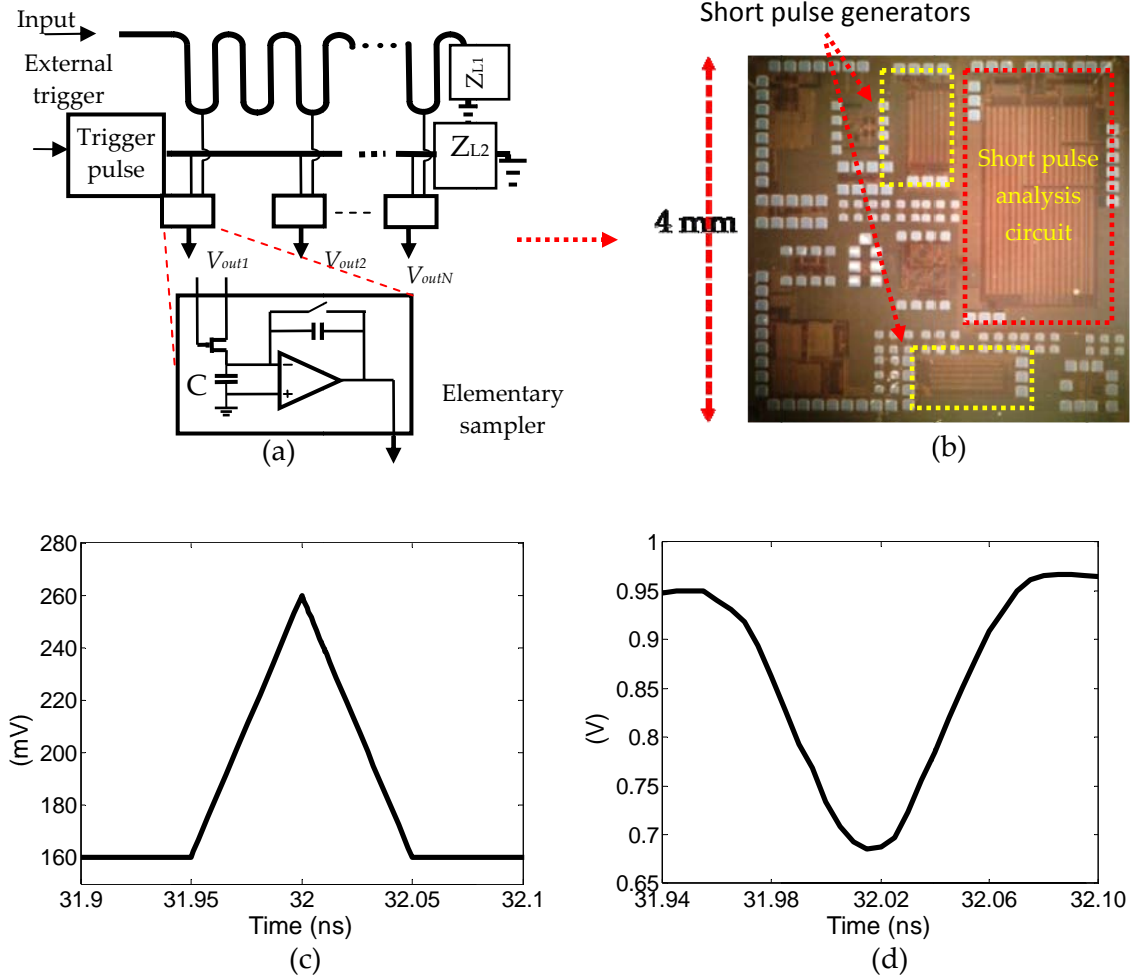 Input
External
trigger
Trigger
pulse
ZL1
ZL2
Vout1
Vout2
VoutN
C
−
+
Elementary
sampler
(a)
Short pulse generators
4 mm
Short pulse
analysis
circuit
(b)
280
260
240
220
200
180
160
(mV)
31.9
31.95
32
32.05
32.1
Time (ns)
(c)
1
0.95
0.9
0.85
0.8
0.75
0.7
0.65
(V)
31.94
31.98
32.02
32.06
32.10
Time (ns)
(d)